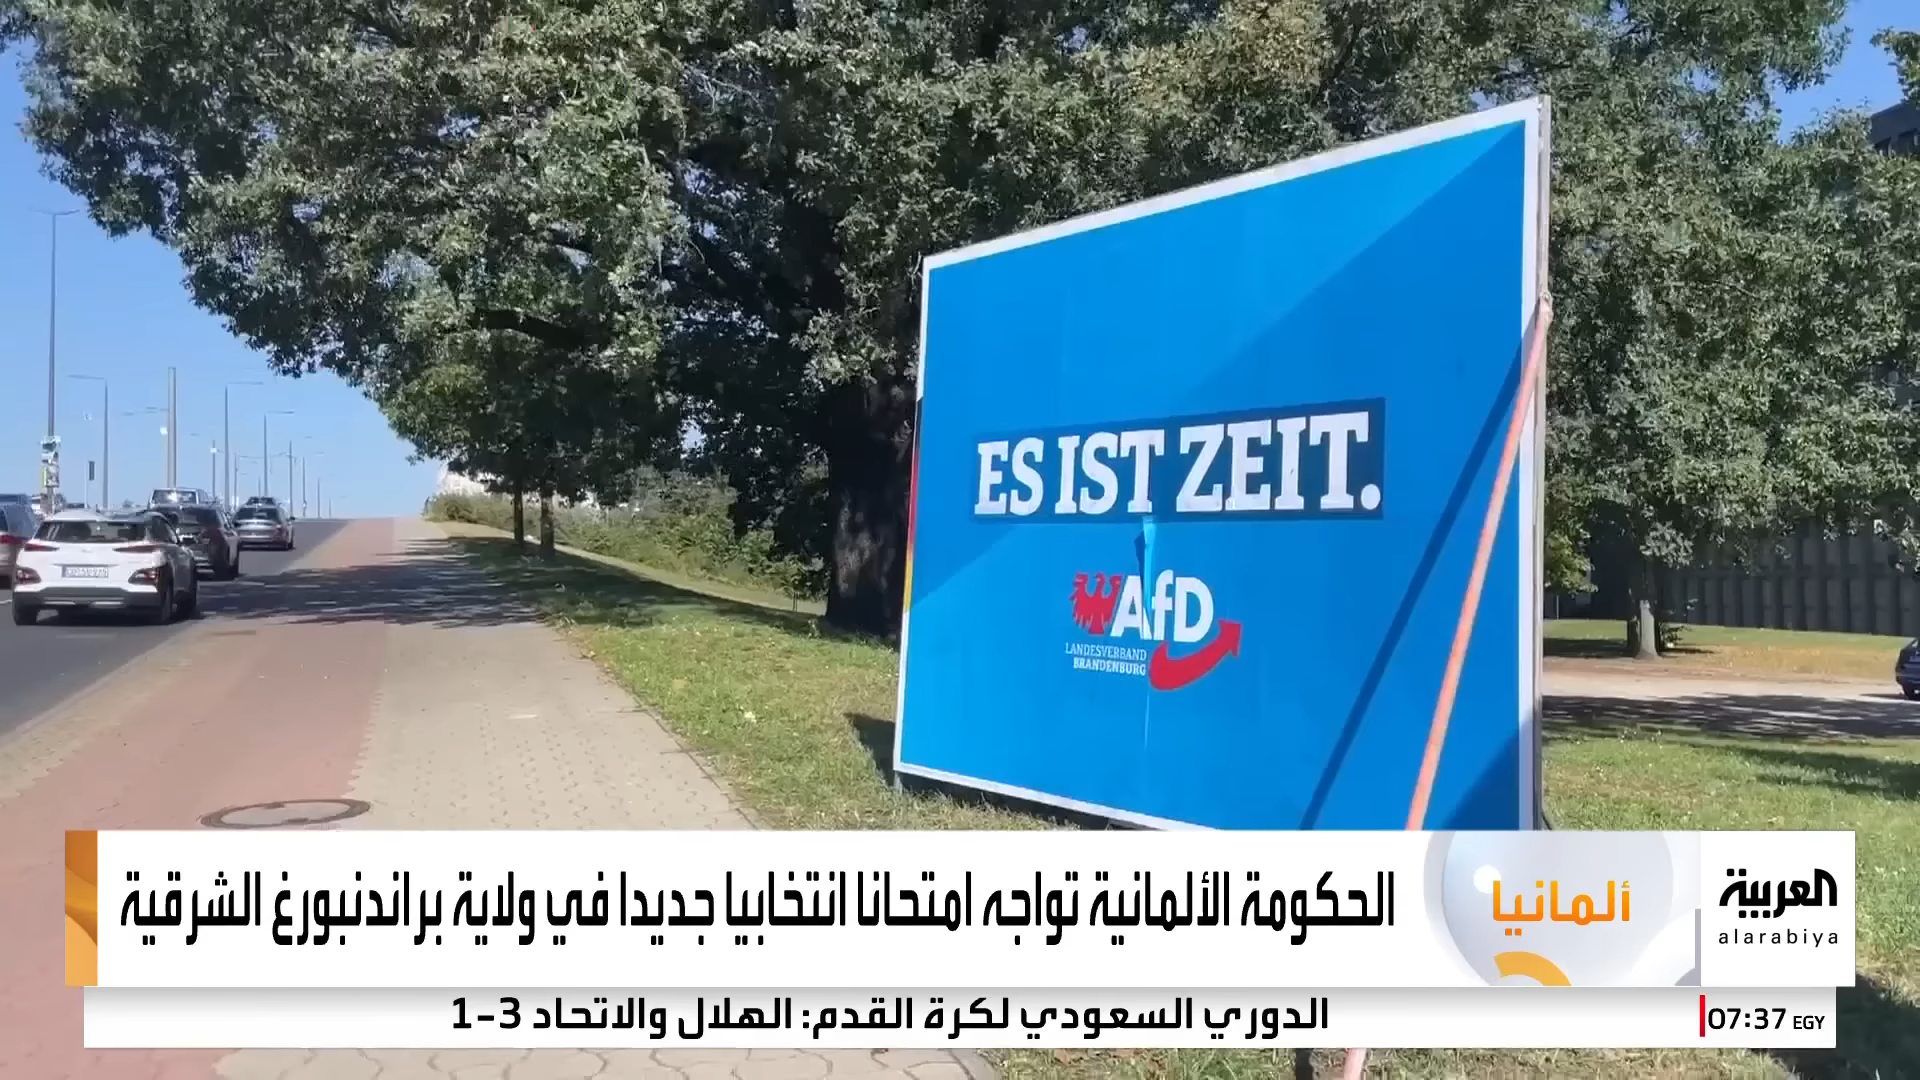 ES IST ZEIT.
AfD
LANDESVERBAND
BRANDENBURG
العربية
alarabiya
ألمانيا
الحكومة الألمانية تواجه امتحانا انتخابيا جديدا في ولاية براندنبورغ الشرقية
07:37 EGY
الدوري السعودي لكرة القدم: الهلال والاتحاد 3-1